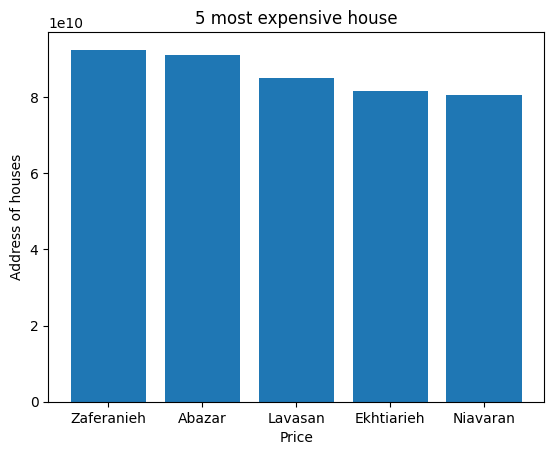 5 most expensive house
1e10
8
6
4
2
0
Address of houses
Zaferanieh Abazar Lavasan Ekhtiarieh Niavaran
Price